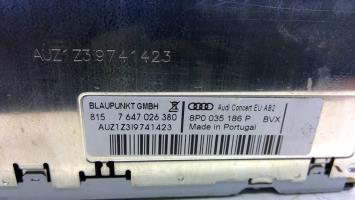 AUZ1Z3I9741423
BLAUPUNKT GMBH
Audi Concert EU AB2
815 7 647 026 380
8P0 035 186 P BVX
AUZ1Z3I9741423
Made in Portugal